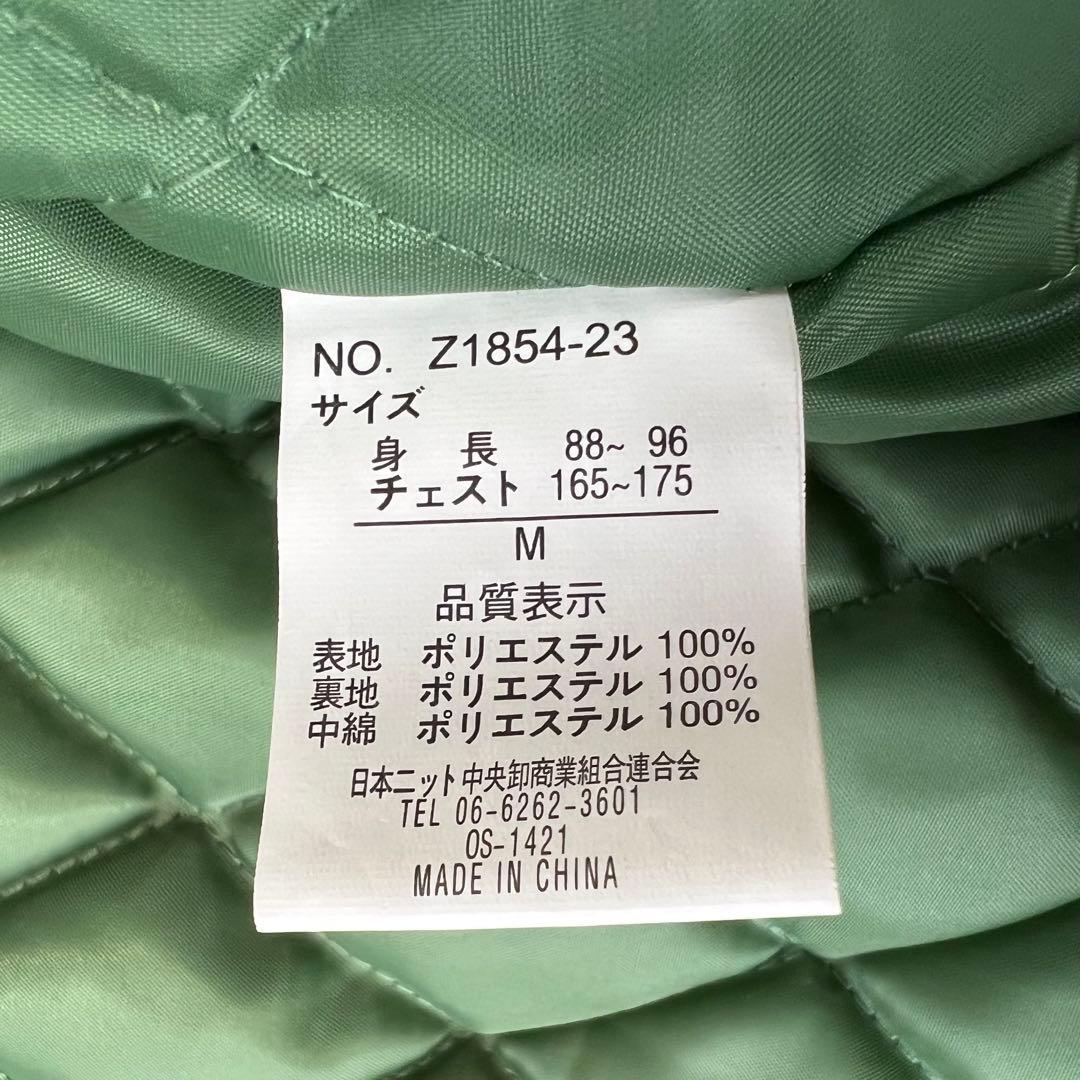 NO. Z1854-23
サイズ
身 長 88~ 96
チェスト 165~175
M
品質表示
表地 ポリエステル 100%
裏地 ポリエステル 100%
中綿 ポリエステル 100%
日本ニット中央卸商業組合連合会
TEL 06-6262-3601
OS-1421
MADE IN CHINA